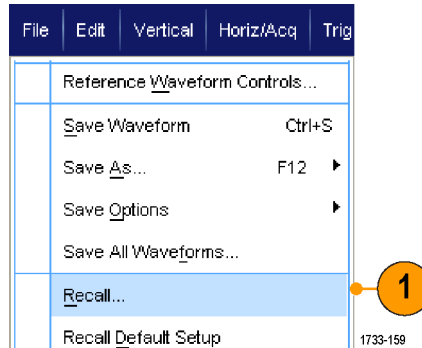 File Edit Vertical Horiz/Acq Trig
Reference Waveform Controls...
Save Waveform Ctrl+S
Save As... F12
Save Options
Save All Waveforms...
Recall...
1
Recall Default Setup
1733-159